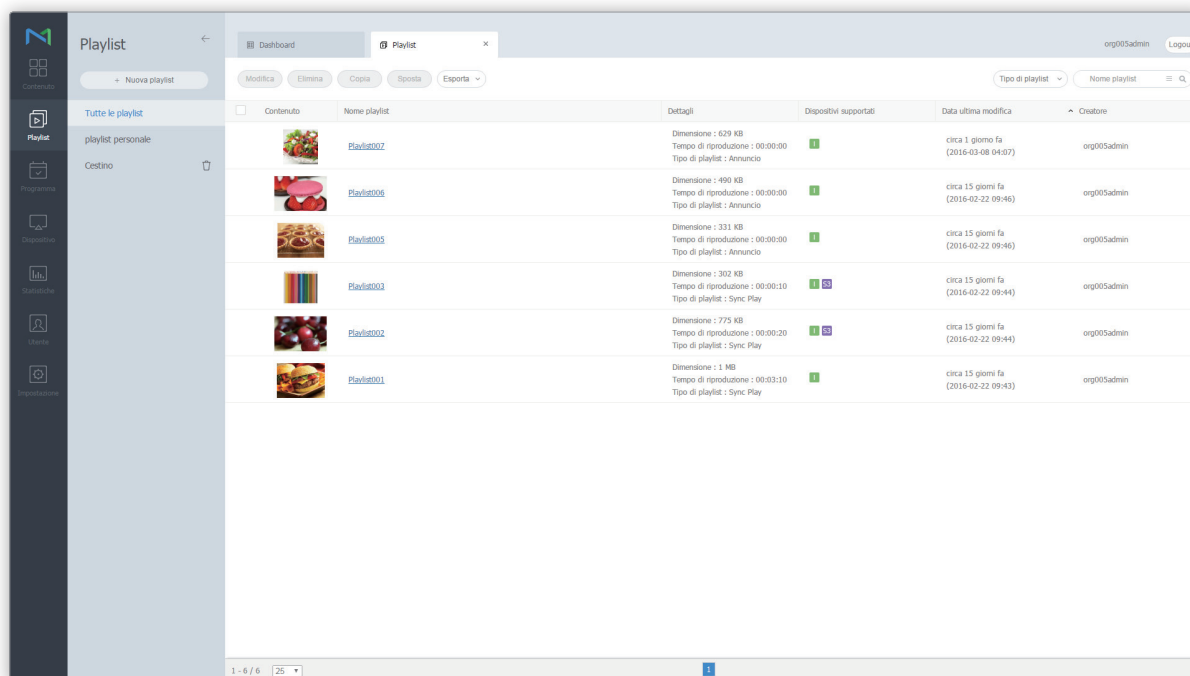 Contenuto
Playlist
Programma
Dispositivo
Statistiche
Utente
Impostazione
Playlist
+ Nuova playlist
Tutte le playlist
playlist personale
Cestino
Dashboard
Playlist
org005admin
Logou
Modifica Elimina Copia Sposta Esporta
Tipo di playlist
Nome playlist
Contenuto Nome playlist Dettagli Dispositivi supportati Data ultima modifica Creatore
Playlist007
Dimensione : 629 KB
Tempo di riproduzione : 00:00:00
Tipo di playlist : Annuncio
I
circa 1 giorno fa
(2016-03-08 04:07)
org005admin
Playlist006
Dimensione : 490 KB
Tempo di riproduzione : 00:00:00
Tipo di playlist : Annuncio
I
circa 15 giorni fa
(2016-02-22 09:46)
org005admin
Playlist005
Dimensione : 331 KB
Tempo di riproduzione : 00:00:00
Tipo di playlist : Annuncio
I
circa 15 giorni fa
(2016-02-22 09:46)
org005admin
Playlist003
Dimensione : 302 KB
Tempo di riproduzione : 00:00:10
Tipo di playlist : Sync Play
I S3
circa 15 giorni fa
(2016-02-22 09:44)
org005admin
Playlist002
Dimensione : 775 KB
Tempo di riproduzione : 00:00:20
Tipo di playlist : Sync Play
I S3
circa 15 giorni fa
(2016-02-22 09:44)
org005admin
Playlist001
Dimensione : 1 MB
Tempo di riproduzione : 00:03:10
Tipo di playlist : Sync Play
I
circa 15 giorni fa
(2016-02-22 09:43)
org005admin
1 - 6 / 6
25
1